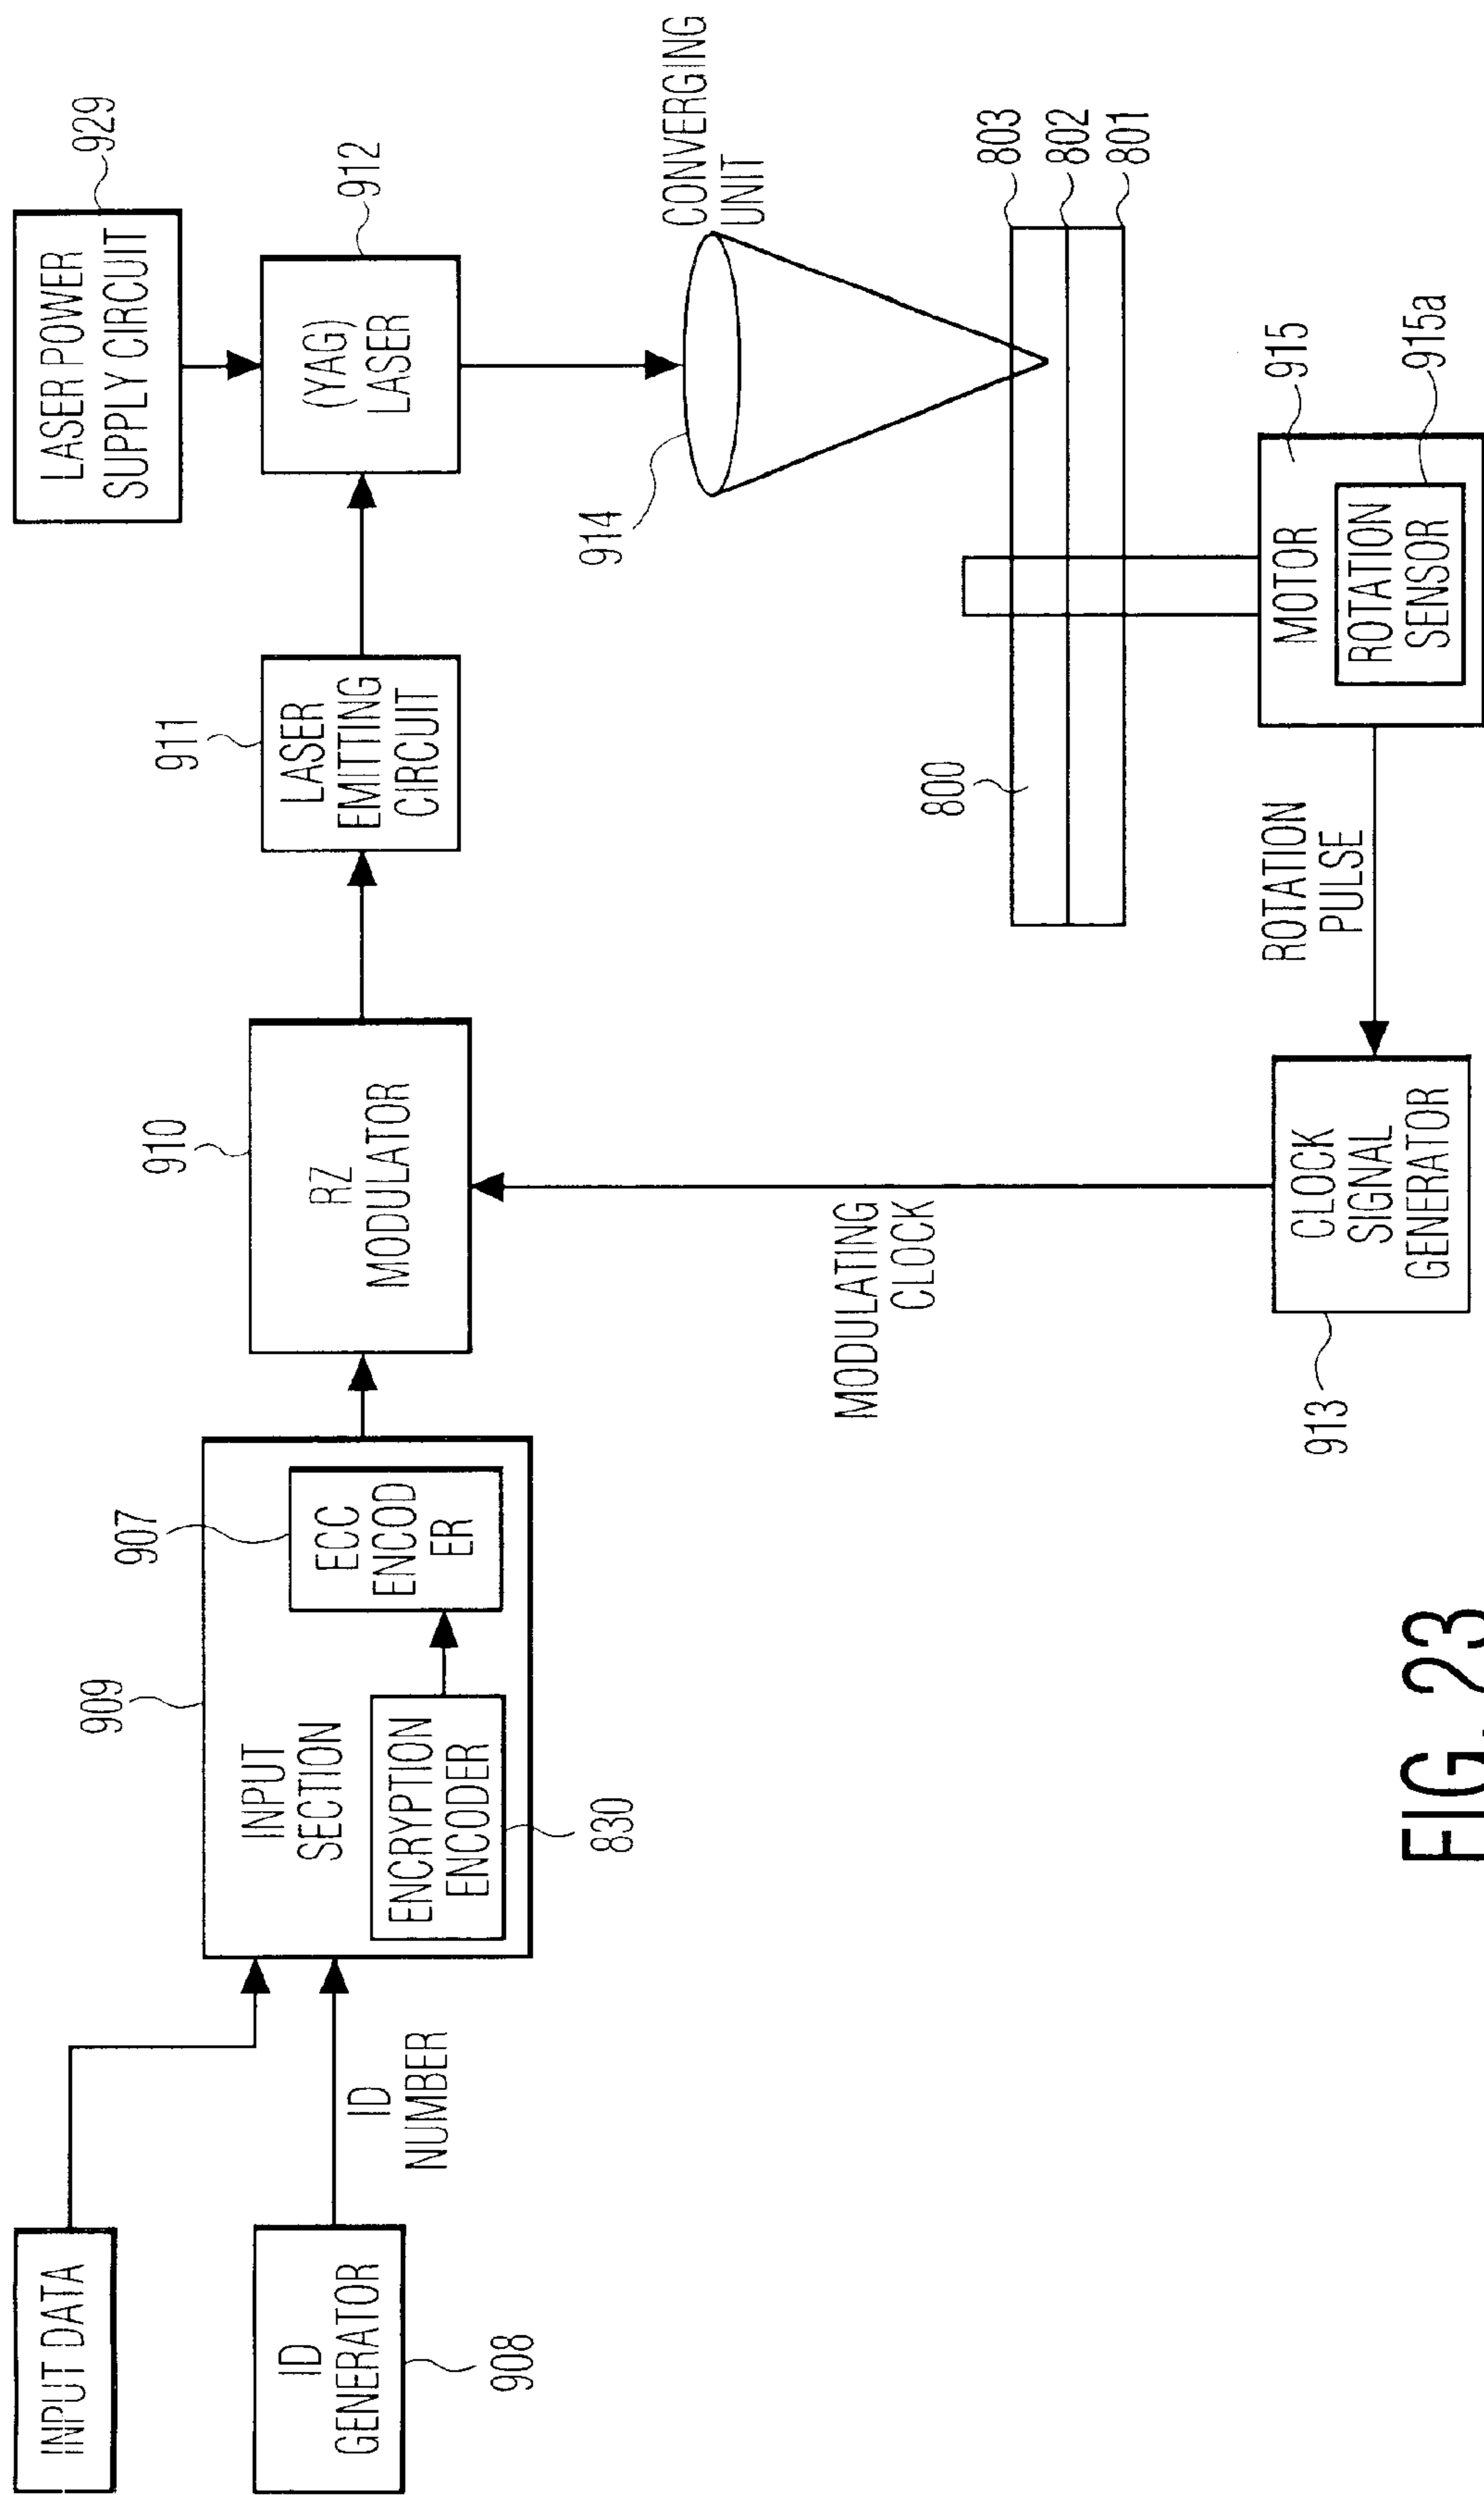 INPUT DATA
ID
GENERATOR
908
ID
NUMBER
909
INPUT
SECTION
ENCRYPTION
ENCODER
830
907
ECC
ENCOD
ER
910
RZ
MODULATOR
911
LASER
EMITTING
CIRCUIT
LASER POWER
SUPPLY CIRCUIT
929
(YAG)
LASER
912
914
CONVERGING
UNIT
800
803
802
801
MOTOR
915
ROTATION
SENSOR
915a
ROTATION
PULSE
MODULATING
CLOCK
CLOCK
SIGNAL
GENERATOR
913
FIG. 23